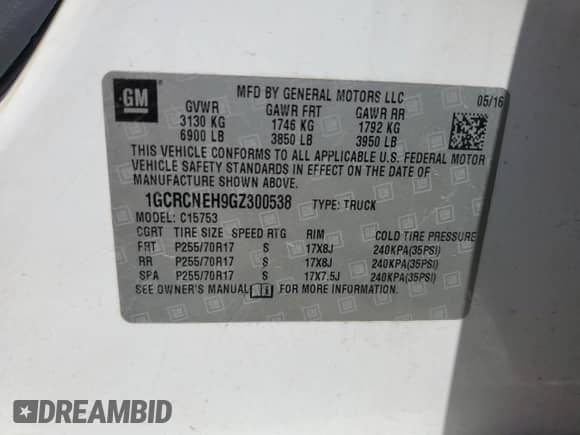 GM
MFD BY GENERAL MOTORS LLC 05/16
GVWR GAWR FRT GAWR RR
3130 KG 1746 KG 1792 KG
6900 LB 3850 LB 3950 LB
THIS VEHICLE CONFORMS TO ALL APPLICABLE U.S. FEDERAL MOTOR
VEHICLE SAFETY STANDARDS IN EFFECT ON THE DATE OF
MANUFACTURE SHOWN ABOVE.
1GCRCNEH9GZ300538 TYPE: TRUCK
MODEL: C15753
CGRT TIRE SIZE SPEED RTG RIM COLD TIRE PRESSURE
FRT P255/70R17 S 17X8J 240KPA(35PSI)
RR P255/70R17 S 17X8J 240KPA(35PSI)
SPA P255/70R17 S 17X7.5J 240KPA(35PSI)
SEE OWNER'S MANUAL FOR MORE INFORMATION.
DREAMBID